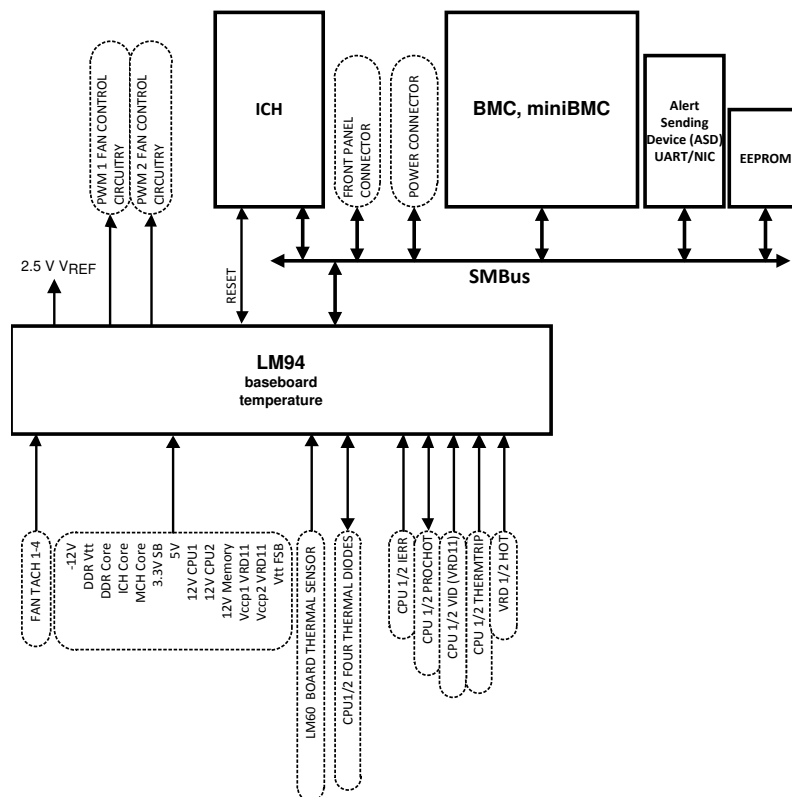 PWM 1 FAN CONTROL
CIRCUITRY
PWM 2 FAN CONTROL
CIRCUITRY
ICH
FRONT PANEL
CONNECTOR
POWER CONNECTOR
BMC, miniBMC
Alert
Sending
Device (ASD)
UART/NIC
EEPROM
2.5 V VREF
RESET
SMBus
LM94
baseboard
temperature
FAN TACH 1-4
-12V
DDR Vtt
DDR Core
ICH Core
MCH Core
3.3V SB
5V
12V CPU1
12V CPU2
12V Memory
Vccp1 VRD11
Vccp2 VRD11
Vtt FSB
LM60 BOARD THERMAL SENSOR
CPU1/2 FOUR THERMAL DIODES
CPU 1/2 IERR
CPU 1/2 PROCHOT
CPU 1/2 VID (VRD11)
CPU 1/2 THERMTRIP
VRD 1/2 HOT